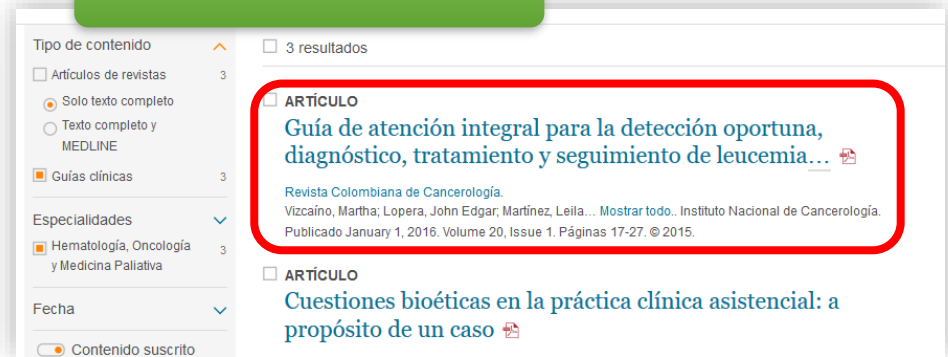 Tipo de contenido
Artículos de revistas 3
Solo texto completo
Texto completo y
MEDLINE
Guías clínicas 3
Especialidades
Hematología, Oncología 3
y Medicina Paliativa
Fecha
Contenido suscrito
3 resultados
ARTÍCULO
Guía de atención integral para la detección oportuna,
diagnóstico, tratamiento y seguimiento de leucemia...
Revista Colombiana de Cancerología.
Vizcaíno, Martha; Lopera, John Edgar; Martínez, Leila... Mostrar todo.. Instituto Nacional de Cancerología.
Publicado January 1, 2016. Volume 20, Issue 1. Páginas 17-27. © 2015.
ARTÍCULO
Cuestiones bioéticas en la práctica clínica asistencial: a
propósito de un caso